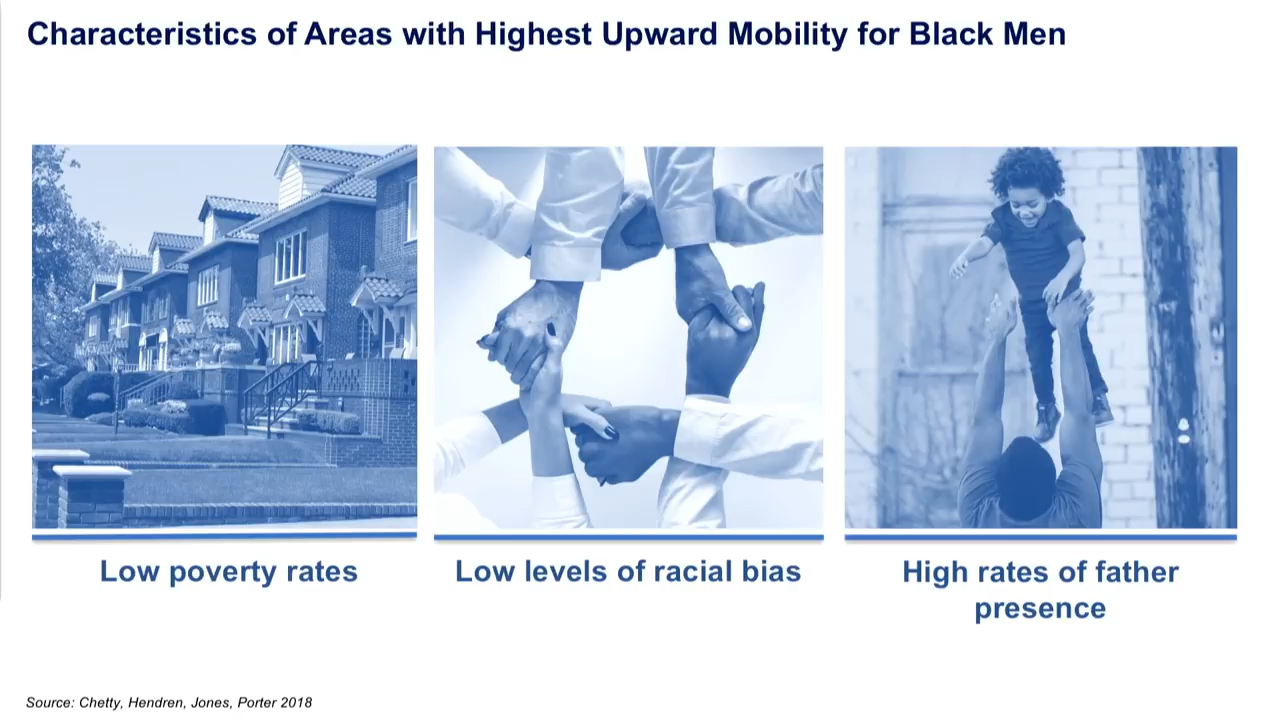 Characteristics of Areas with Highest Upward Mobility for Black Men
Low poverty rates
Low levels of racial bias
High rates of father
presence
Source: Chetty, Hendren, Jones, Porter 2018